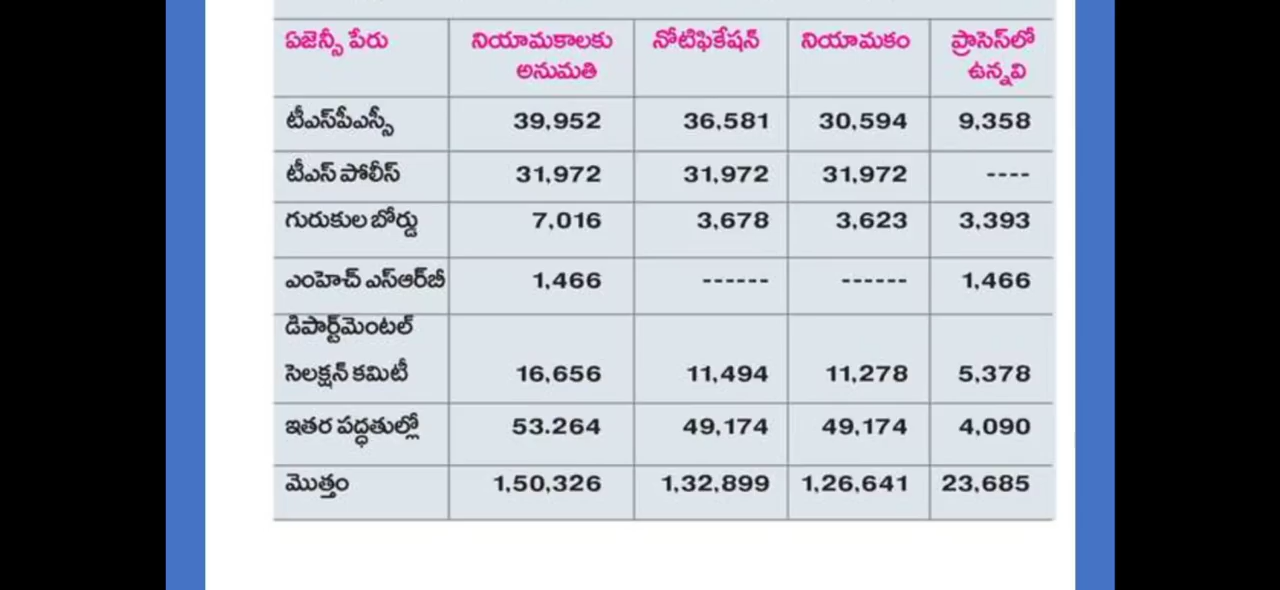 ఏజెన్సీ పేరు నియామకాలకు అనుమతి నోటిఫికేషన్ నియామకం ప్రాసెస్‌లో ఉన్నవి
టీఎస్‌పీఎస్సీ 39,952 36,581 30,594 9,358
టీఎస్ పోలీస్ 31,972 31,972 31,972 ----
గురుకుల బోర్డు 7,016 3,678 3,623 3,393
ఎంహెచ్ ఎస్ఆర్‌బీ 1,466 ------ ------ 1,466
డిపార్ట్‌మెంటల్
సెలక్షన్ కమిటీ 16,656 11,494 11,278 5,378
ఇతర పద్ధతుల్లో 53.264 49,174 49,174 4,090
మొత్తం 1,50,326 1,32,899 1,26,641 23,685